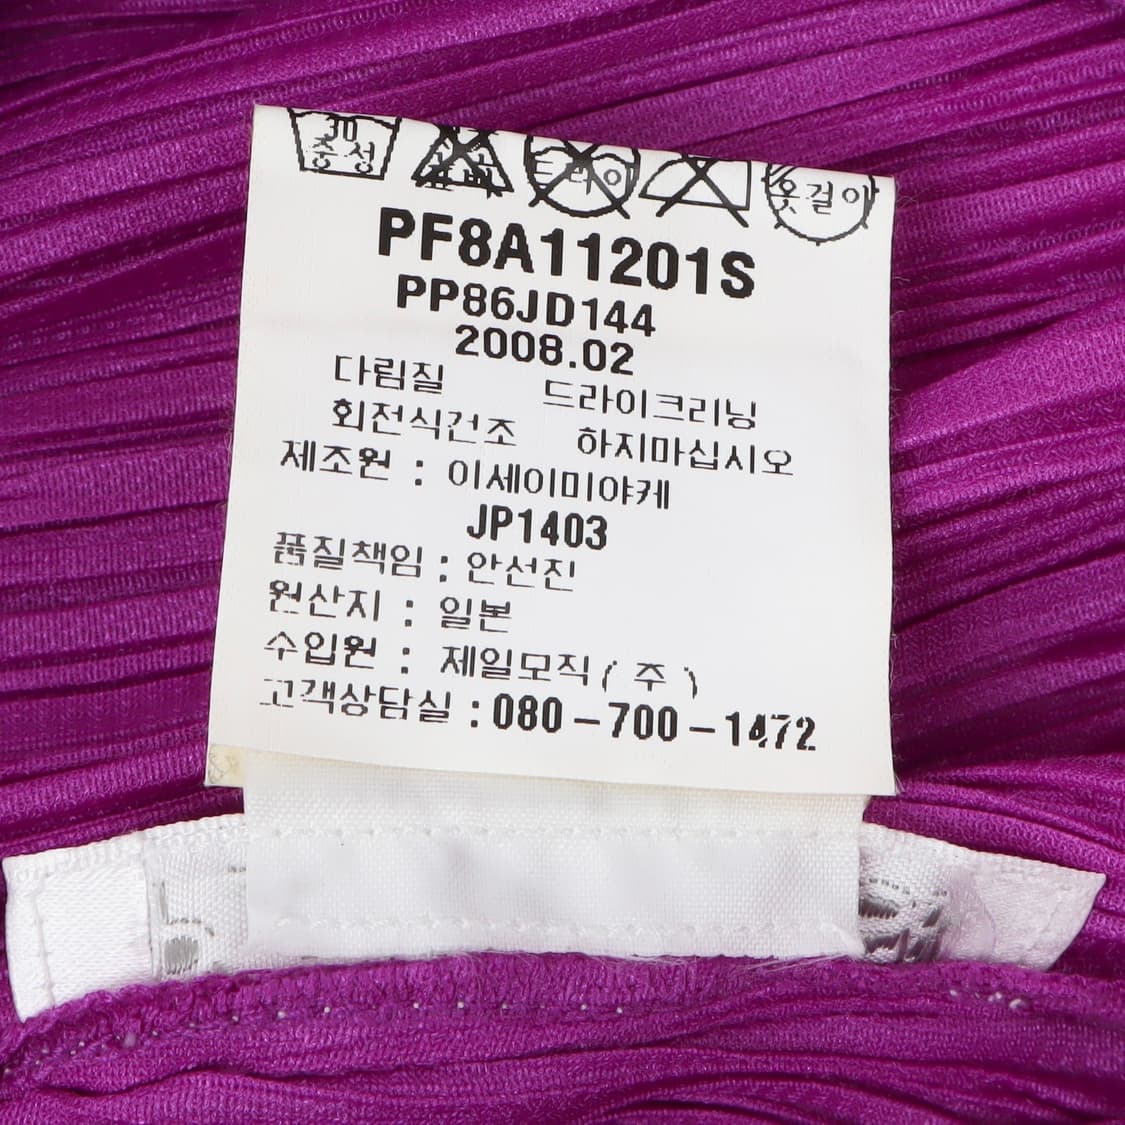 30
중성
드라이
옷걸이
PF8A11201S
PP86JD144
2008.02
다림질 드라이크리닝
회전식건조 하지마십시오
제조원 : 이세이미야케
JP1403
품질책임 : 안선진
원산지 : 일본
수입원 : 제일모직(주)
고객상담실 : 080-700-1472